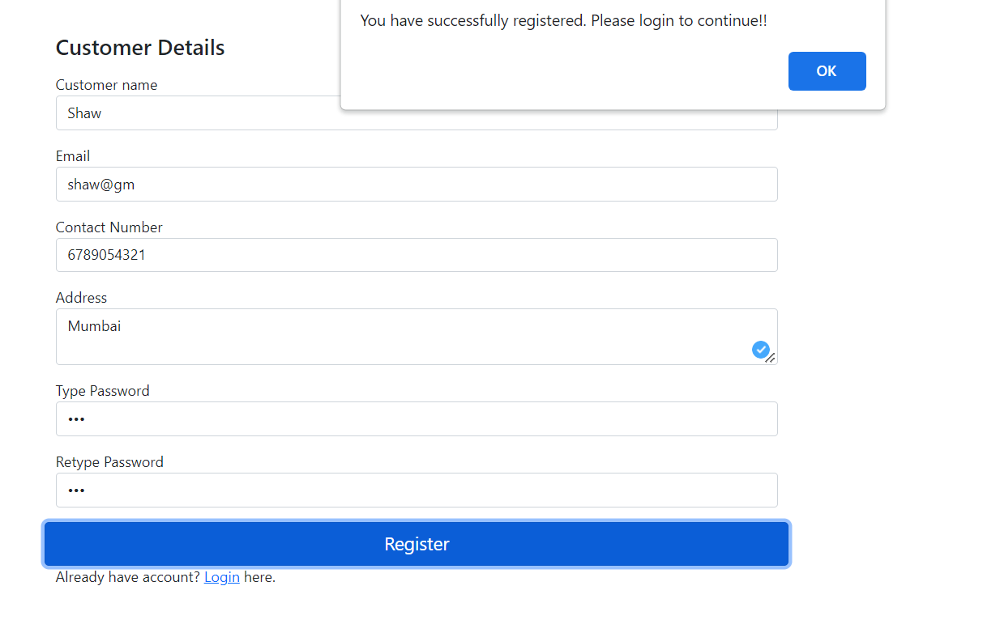 You have successfully registered. Please login to continue!!
OK
Customer Details
Customer name
Shaw
Email
shaw@gm
Contact Number
6789054321
Address
Mumbai
Type Password
•••
Retype Password
•••
Register
Already have account? Login here.